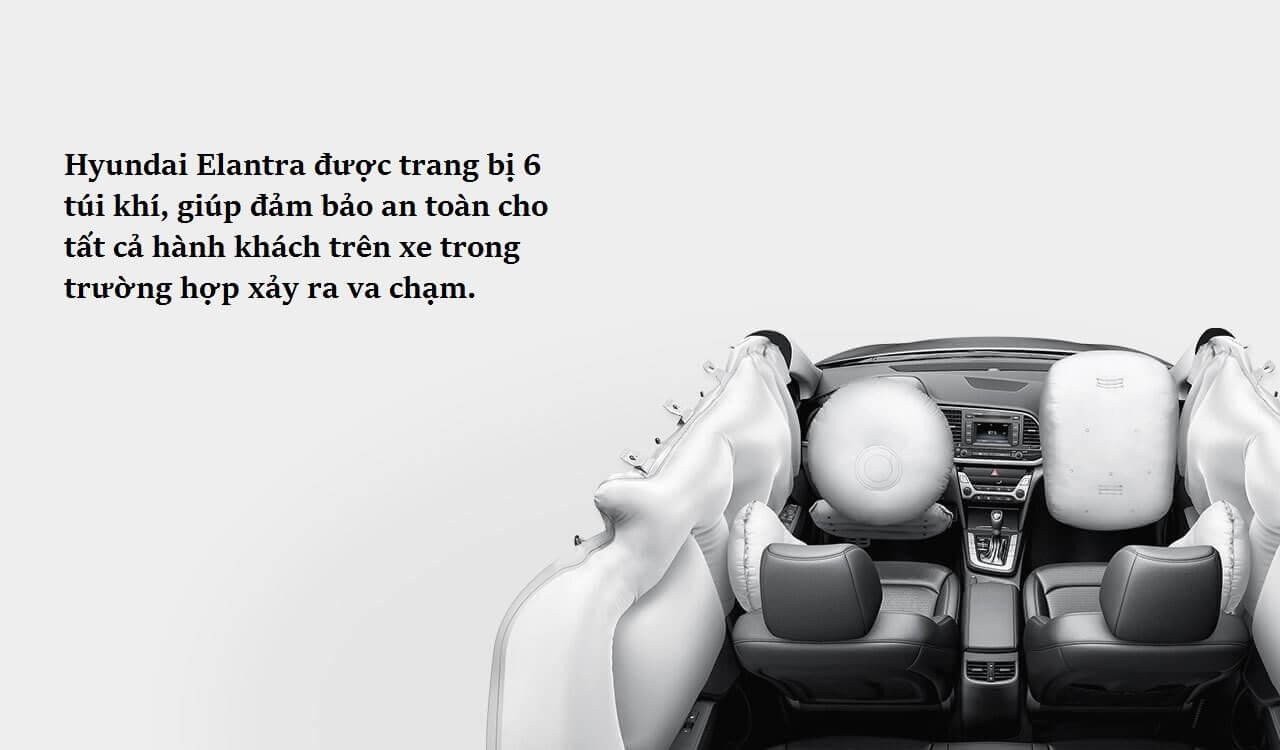 Hyundai Elantra được trang bị 6
túi khí, giúp đảm bảo an toàn cho
tất cả hành khách trên xe trong
trường hợp xảy ra va chạm.